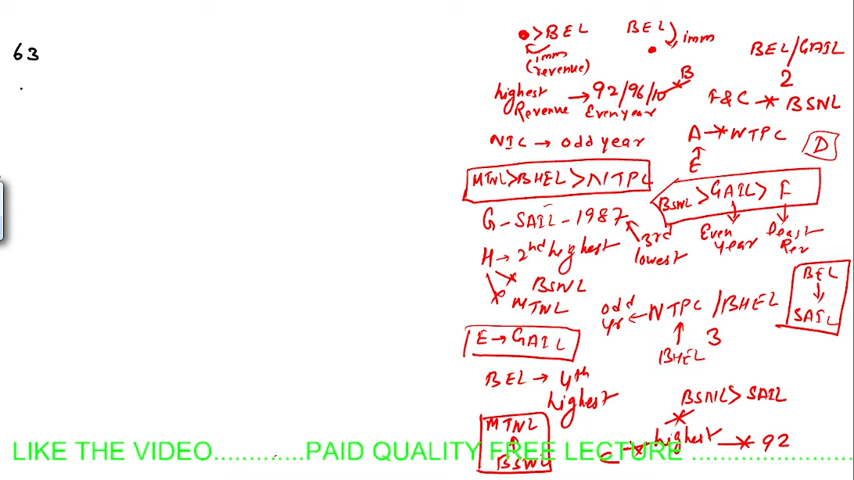 63
● > BEL
imm
(revenue)
BEL
imm
●
BEL/GAIL
2
highest Revenue → 92/96/10
Even year
B
F&C → BSNL
NIC → odd year
A → NTPC
↑
E
D
MTNL > BHEL > NTPC
BSNL > GAIL > F
Even year
least Rev
G - SAIL - 1987
3rd lowest
H → 2nd highest
BSNL
MTNL
odd yr ← NTPC / BHEL
↑ 3
BHEL
BEL
↓
SAIL
E → GAIL
BEL → 4th highest
BSNL > SAIL
MTNL
↑
BSNL
C highest 92
LIKE THE VIDEO............PAID QUALITY FREE LECTURE ........................